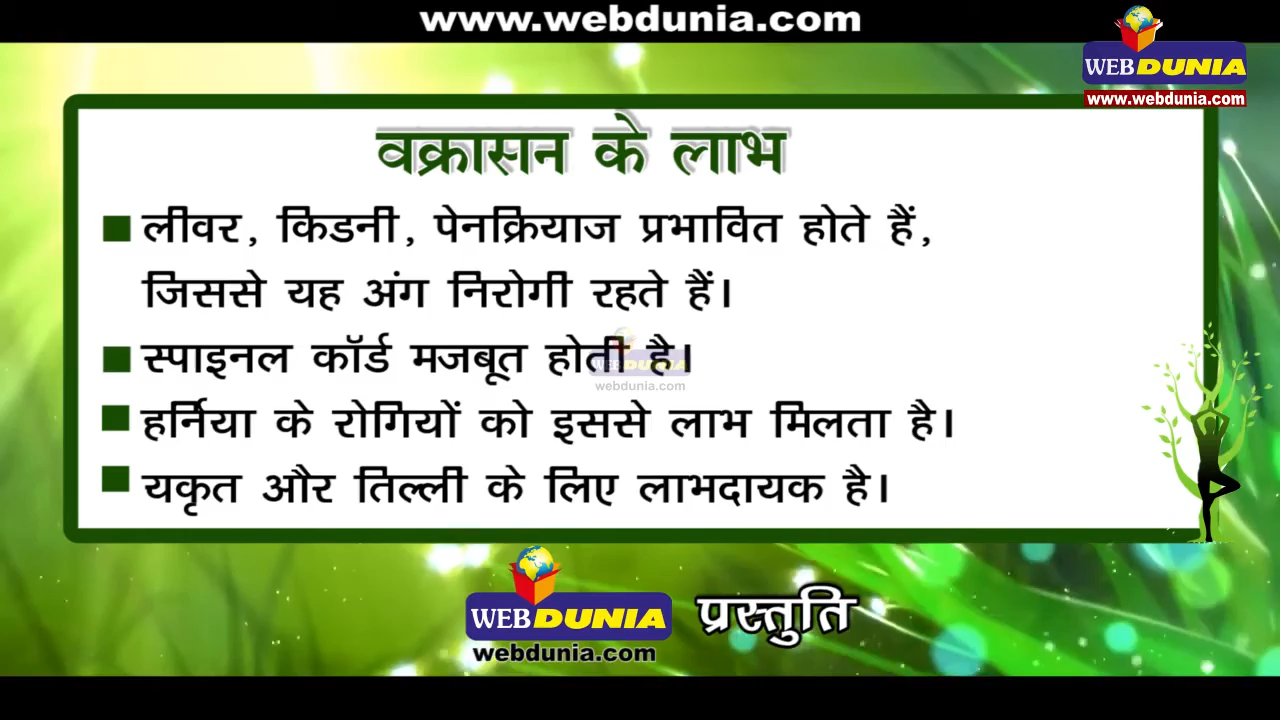 www.webdunia.com
WEBDUNIA
www.webdunia.com
वक्रासन के लाभ
लीवर, किडनी, पेनक्रियाज प्रभावित होते हैं,
जिससे यह अंग निरोगी रहते हैं।
स्पाइनल कॉर्ड मजबूत होती है।
webdunia.com
हर्निया के रोगियों को इससे लाभ मिलता है।
यकृत और तिल्ली के लिए लाभदायक है।
WEBDUNIA प्रस्तुति
webdunia.com